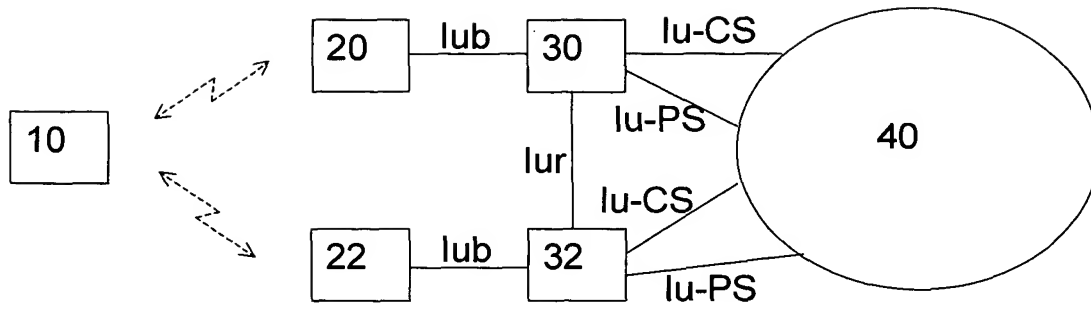 20 Iub 30 Iu-CS
Iu-PS
10 40
Iur
Iu-CS
22 Iub 32
Iu-PS